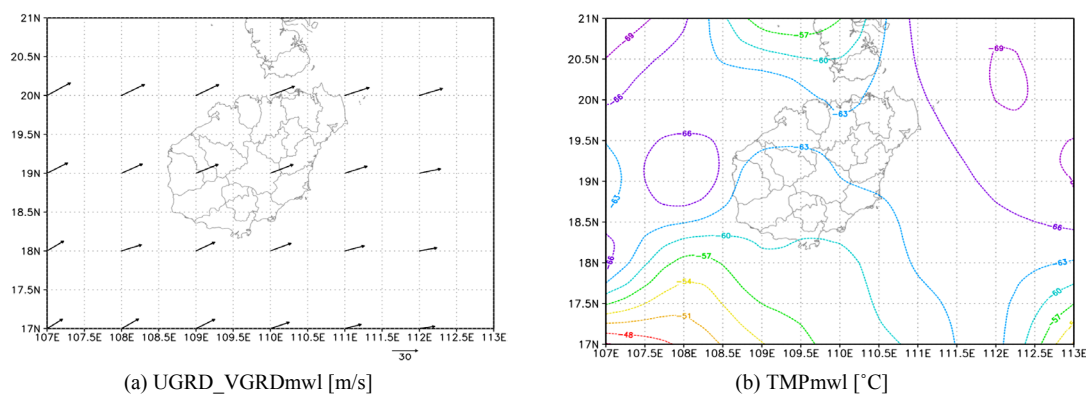 21N
20.5N
20N
19.5N
19N
18.5N
18N
17.5N
17N
107E 107.5E 108E 108.5E 109E 109.5E 110E 110.5E 111E 111.5E 112E 112.5E 113E
30
(a) UGRD_VGRDmwl [m/s]
21N
20.5N
20N
19.5N
19N
18.5N
18N
17.5N
17N
107E 107.5E 108E 108.5E 109E 109.5E 110E 110.5E 111E 111.5E 112E 112.5E 113E
-69
-57
-60
-69
-66
-63
-66
-63
-63
-66
-66
-60
-63
-57
-54
-60
-57
-51
-48
(b) TMPmwl [˚C]